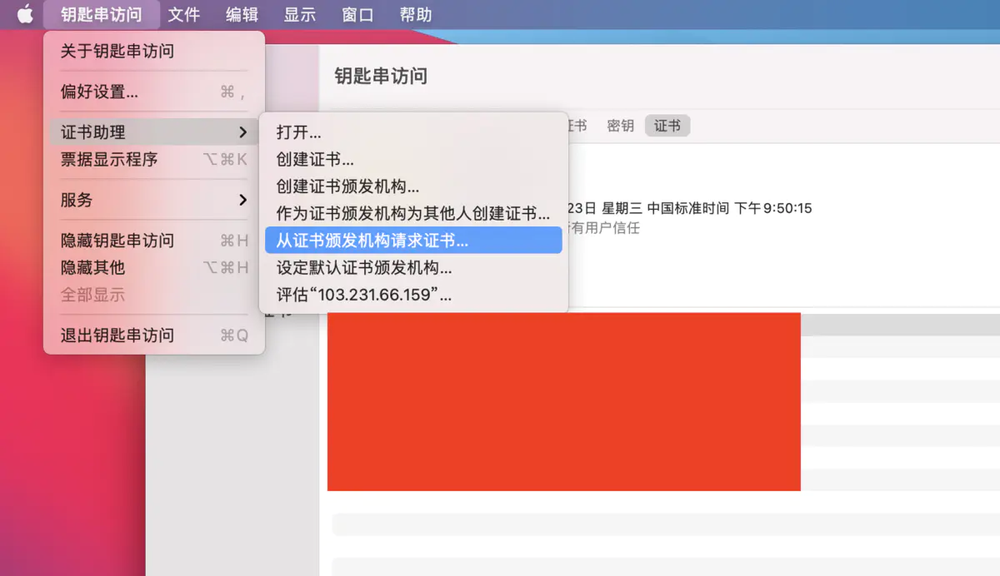 钥匙串访问 文件 编辑 显示 窗口 帮助
关于钥匙串访问
偏好设置... ⌘ ,
证书助理
票据显示程序 ⌥⌘K
服务
隐藏钥匙串访问 ⌘H
隐藏其他 ⌥⌘H
全部显示
退出钥匙串访问 ⌘Q
打开...
创建证书...
创建证书颁发机构...
作为证书颁发机构为其他人创建证书...
从证书颁发机构请求证书...
设定默认证书颁发机构...
评估“103.231.66.159”...
钥匙串访问
证书 密钥 证书
23日 星期三 中国标准时间 下午9:50:15
有用户信任